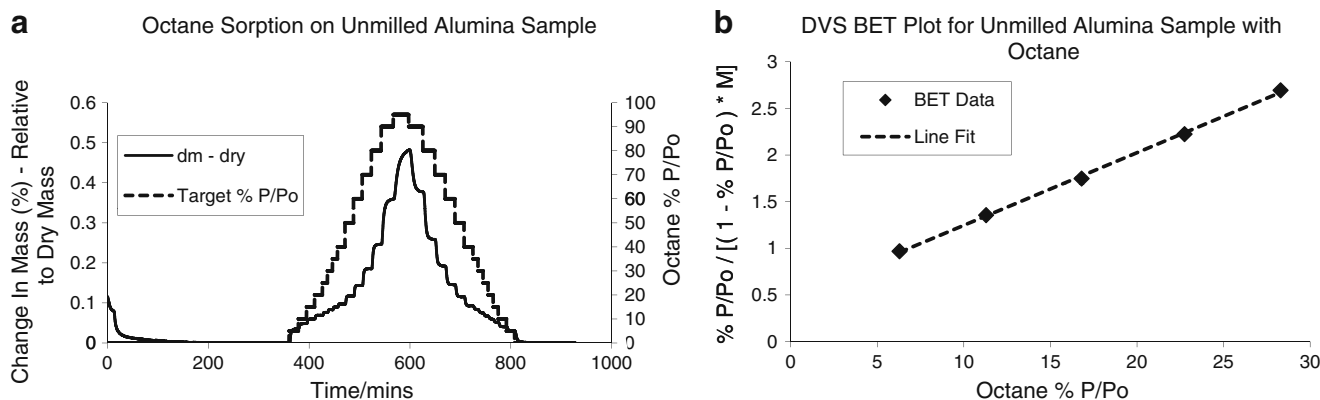 a
Octane Sorption on Unmilled Alumina Sample
Change In Mass (%) - Relative
to Dry Mass
0.6
0.5
0.4
0.3
0.2
0.1
0
dm - dry
Target % P/Po
100
90
80
70
60
50
40
30
20
10
0
Octane % P/Po
0
200
400
600
800
1000
Time/mins
b
DVS BET Plot for Unmilled Alumina Sample with
Octane
% P/Po / [( 1 - % P/Po ) * M]
3
2.5
2
1.5
1
0.5
0
BET Data
Line Fit
0
5
10
15
20
25
30
Octane % P/Po